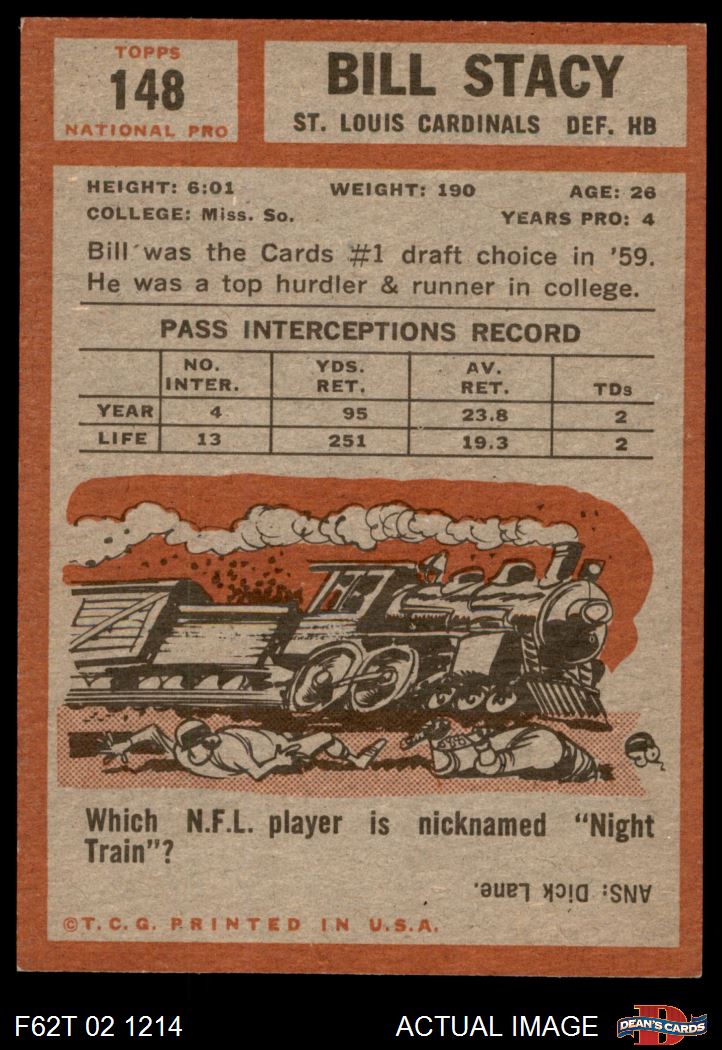 TOPPS
148
NATIONAL PRO
BILL STACY
ST. LOUIS CARDINALS DEF. HB
HEIGHT: 6:01 WEIGHT: 190 AGE: 26
COLLEGE: Miss. So. YEARS PRO: 4
Bill was the Cards #1 draft choice in '59.
He was a top hurdler & runner in college.
PASS INTERCEPTIONS RECORD
NO. INTER. YDS. RET. AV. RET. TDs
YEAR 4 95 23.8 2
LIFE 13 251 19.3 2
Which N.F.L. player is nicknamed "Night
Train"?
ANS: Dick Lane.
©T.C.G. PRINTED IN U.S.A.
F62T 02 1214 ACTUAL IMAGE D DEAN'S CARDS